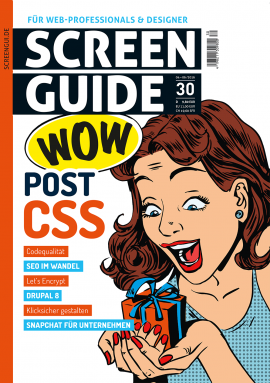 FÜR WEB-PROFESSIONALS & DESIGNER
SCREENGUIDE
SCREEN
GUIDE
30
WOW
POST
CSS
Codequalität
SEO IM WANDEL
Let's Encrypt
DRUPAL 8
Klicksicher gestalten
SNAPCHAT FÜR UNTERNEHMEN